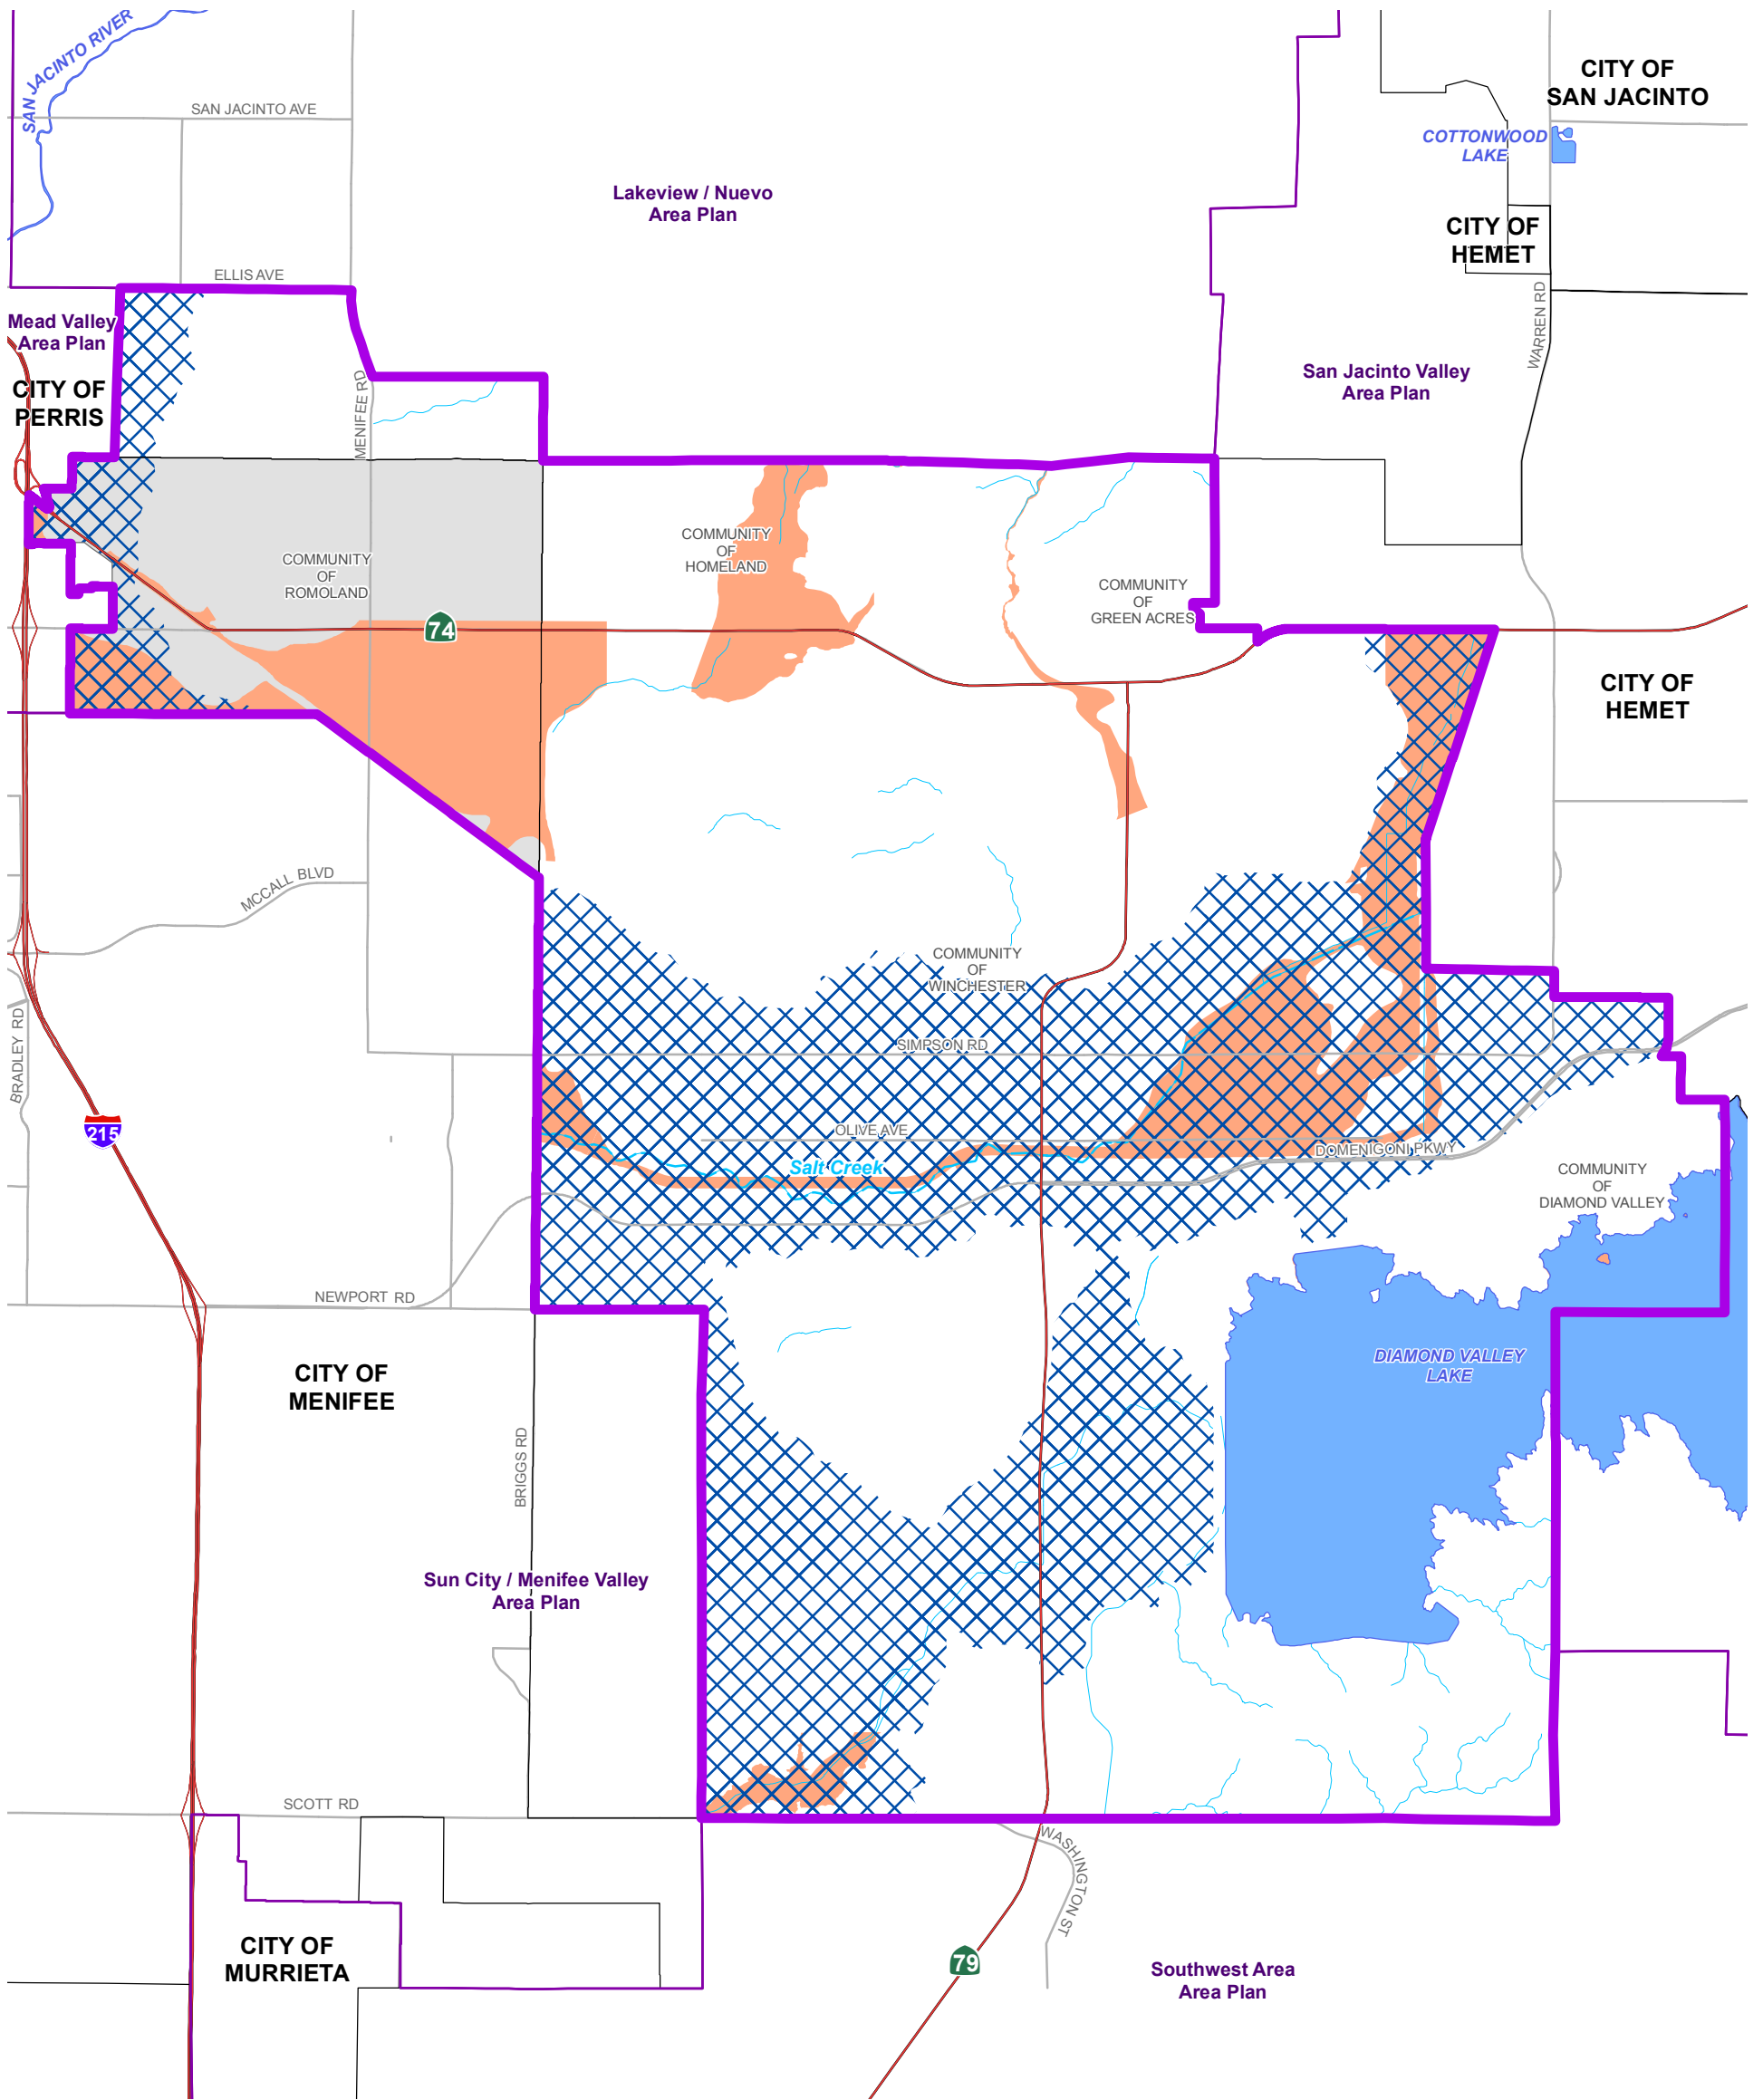 SAN JACINTO RIVER
SAN JACINTO AVE
CITY OF
SAN JACINTO
COTTONWOOD
LAKE
Lakeview / Nuevo
Area Plan
CITY OF
HEMET
ELLIS AVE
WARREN RD
Mead Valley
Area Plan
San Jacinto Valley
Area Plan
CITY OF
PERRIS
MENIFEE RD
COMMUNITY
OF
HOMELAND
COMMUNITY
OF
ROMOLAND
COMMUNITY
OF
GREEN ACRES
74
CITY OF
HEMET
MCCALL BLVD
COMMUNITY
OF
WINCHESTER
BRADLEY RD
SIMPSON RD
215
OLIVE AVE
DOMENIGONI PKWY
Salt Creek
COMMUNITY
OF
DIAMOND VALLEY
NEWPORT RD
DIAMOND VALLEY
LAKE
CITY OF
MENIFEE
BRIGGS RD
Sun City / Menifee Valley
Area Plan
SCOTT RD
WASHINGTON ST
CITY OF
MURRIETA
79
Southwest Area
Area Plan